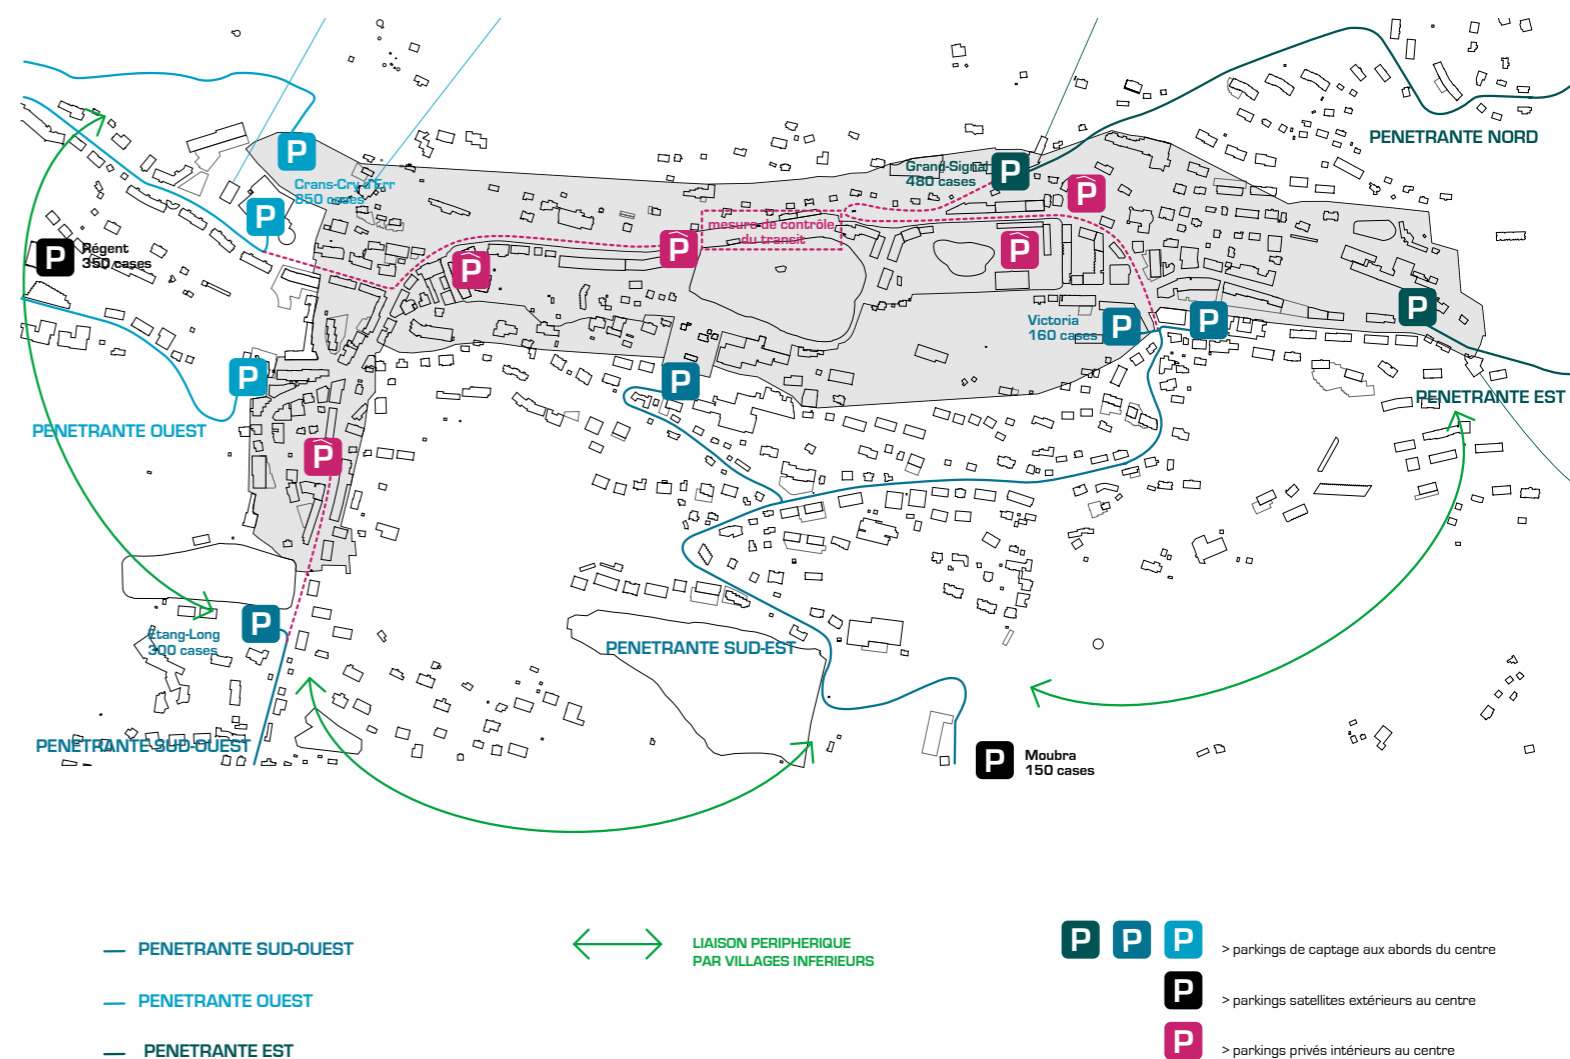 PENETRANTE NORD
P
Crans-Cry d'Err
850 cases
P
Grand-Signal
480 cases
P
P
mesure de contrôle
du transit
P
Régent
350 cases
P
P
P
P
P
Victoria
160 cases
P
P
P
P
PENETRANTE EST
PENETRANTE OUEST
P
P
P
Etang-Long
300 cases
PENETRANTE SUD-EST
PENETRANTE SUD-OUEST
P
Moubra
150 cases
PENETRANTE SUD-OUEST
LIAISON PERIPHERIQUE
PAR VILLAGES INFERIEURS
P P P > parkings de captage aux abords du centre
PENETRANTE OUEST
P > parkings satellites extérieurs au centre
PENETRANTE EST
P > parkings privés intérieurs au centre